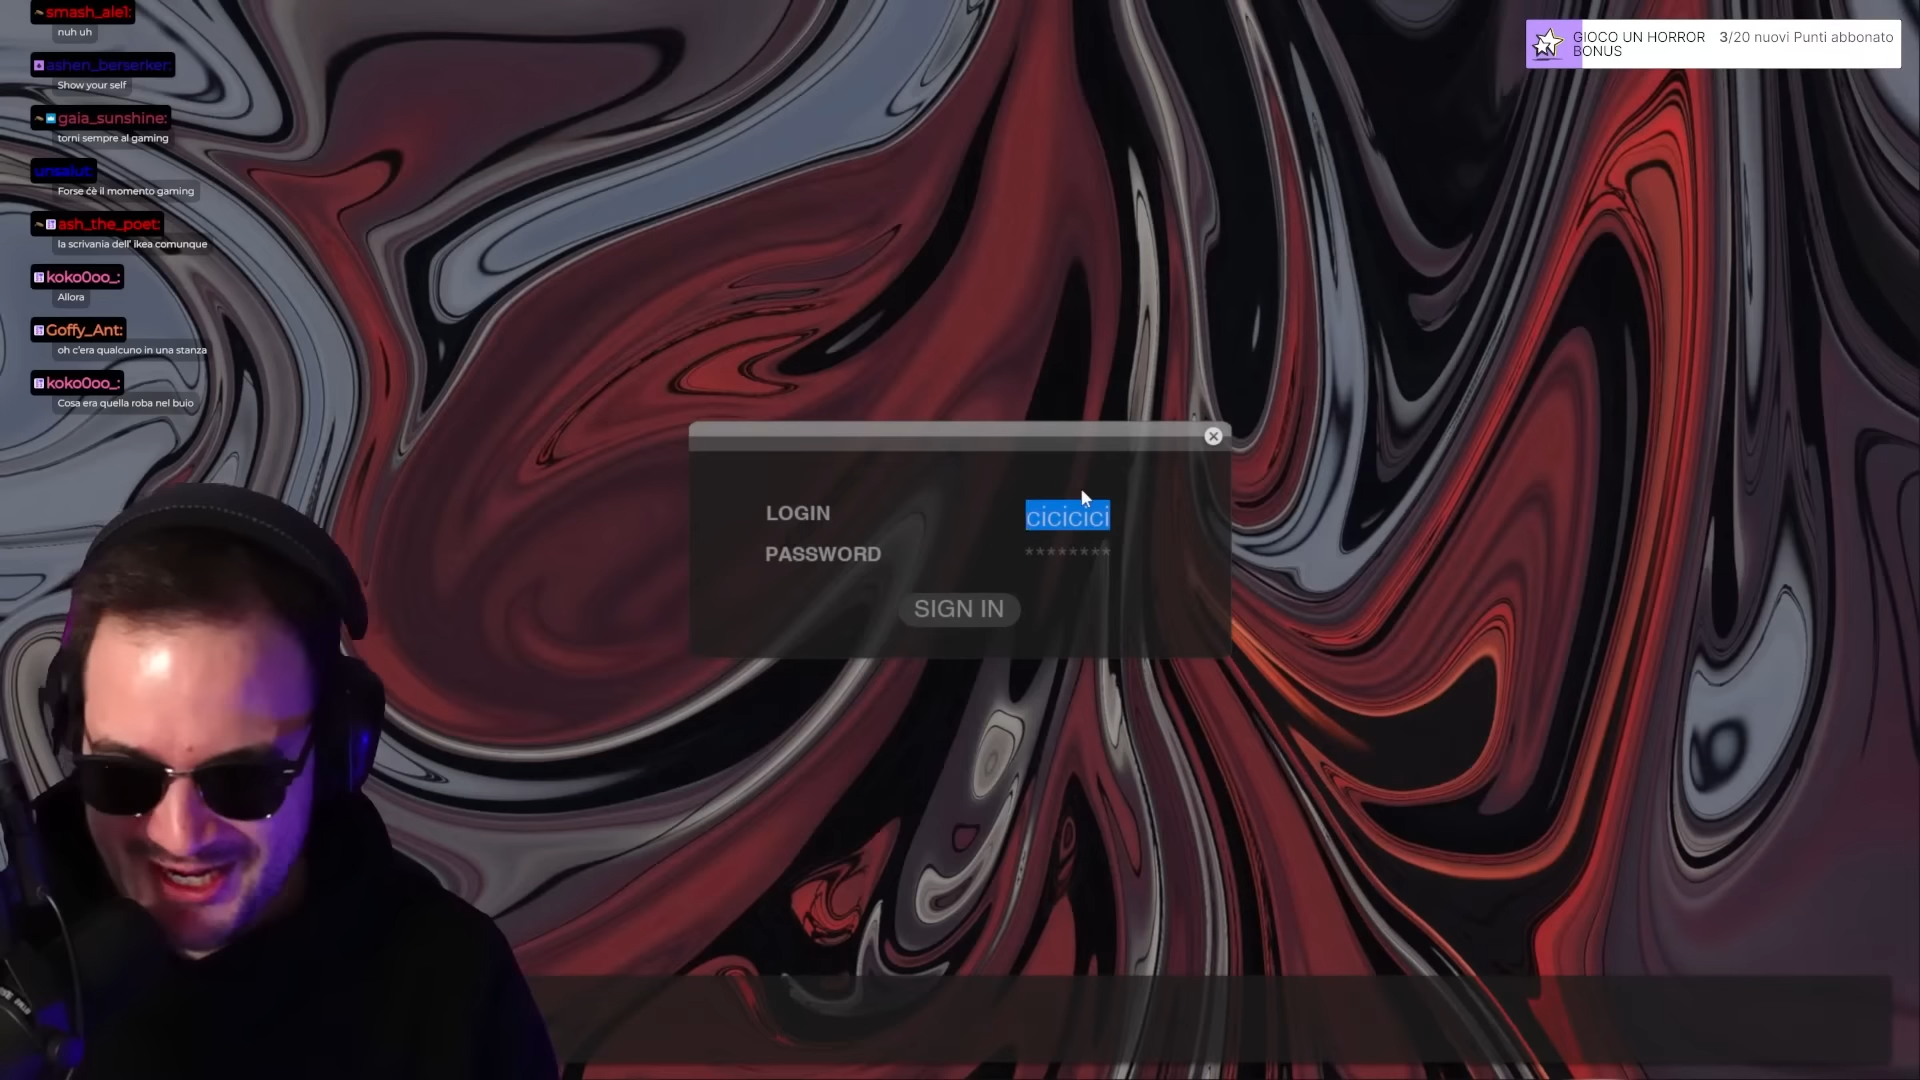 smash_ale1:
nuh uh
ashen_berserker:
Show your self
gaia_sunshine:
torni sempre al gaming
unsalut:
Forse c'è il momento gaming
ash_the_poet:
la scrivania dell' ikea comunque
koko0oo_:
Allora
Goffy_Ant:
oh c'era qualcuno in una stanza
koko0oo_:
Cosa era quella roba nel buio
GIOCO UN HORROR BONUS
3/20 nuovi Punti abbonato
LOGIN
cicicici
PASSWORD
********
SIGN IN